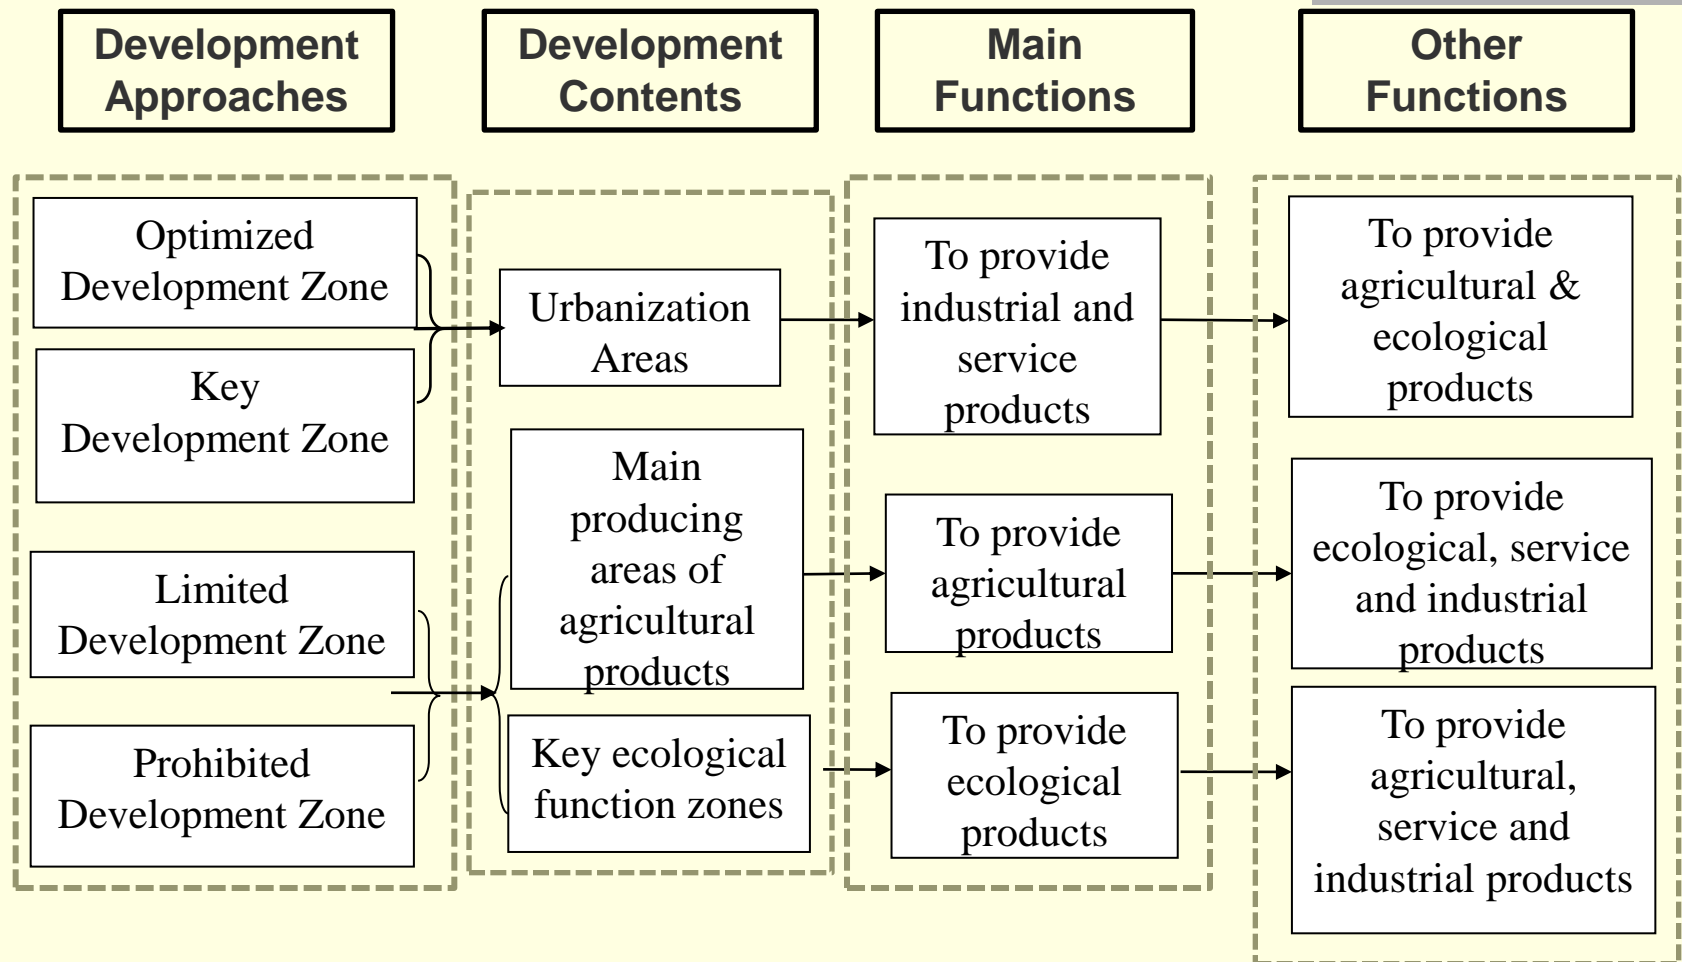 Development
Approaches
Development
Contents
Main
Functions
Other
Functions
Optimized
Development Zone
Key
Development Zone
Limited
Development Zone
Prohibited
Development Zone
Urbanization
Areas
Main
producing
areas of
agricultural
products
Key ecological
function zones
To provide
industrial and
service
products
To provide
agricultural
products
To provide
ecological
products
To provide
agricultural &
ecological
products
To provide
ecological, service
and industrial
products
To provide
agricultural,
service and
industrial products